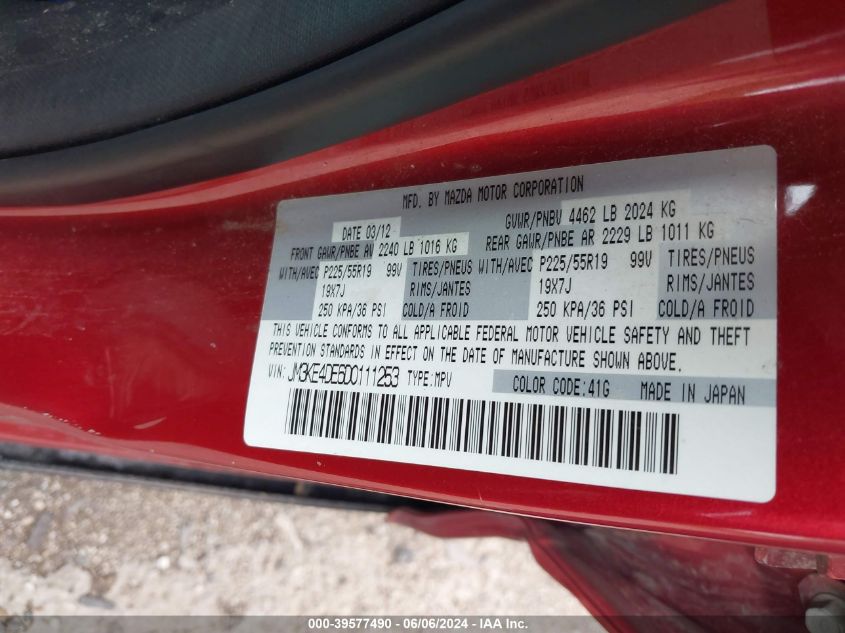 MFD. BY MAZDA MOTOR CORPORATION
DATE 03/12 GVWR/PNBV 4462 LB 2024 KG
FRONT GAWR/PNBE AV 2240 LB 1016 KG REAR GAWR/PNBE AR 2229 LB 1011 KG
WITH/AVEC P225/55R19 99V TIRES/PNEUS WITH/AVEC P225/55R19 99V TIRES/PNEUS
19X7J RIMS/JANTES 19X7J RIMS/JANTES
250 KPA/36 PSI COLD/A FROID 250 KPA/36 PSI COLD/A FROID
THIS VEHICLE CONFORMS TO ALL APPLICABLE FEDERAL MOTOR VEHICLE SAFETY AND THEFT
PREVENTION STANDARDS IN EFFECT ON THE DATE OF MANUFACTURE SHOWN ABOVE.
VIN: JM3KE4DE6D0111253 TYPE:MPV COLOR CODE:41G MADE IN JAPAN
000-39577490 - 06/06/2024 - IAA Inc.